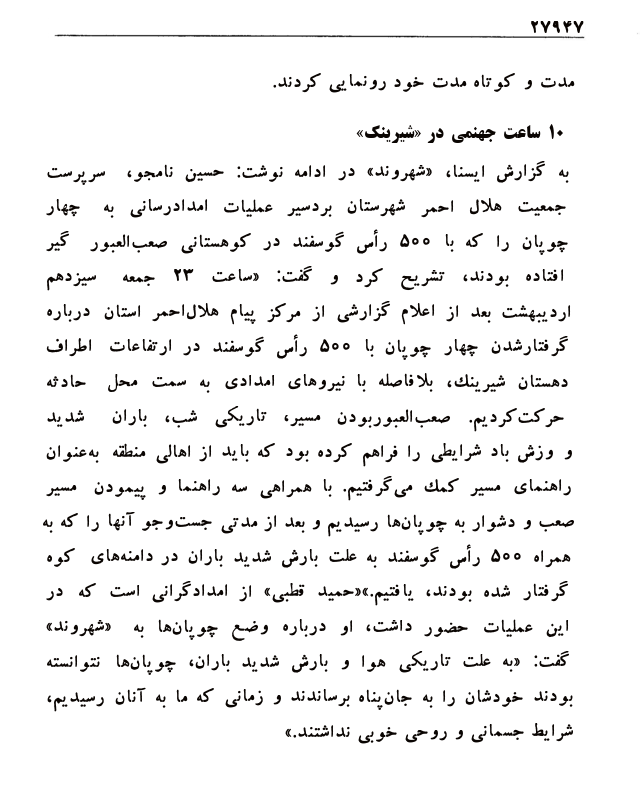 ۲۷۹۴۷
مدت و کوتاه مدت خود رونمایی کردند.
۱۰ ساعت جهنمی در «شیرینک»
به گزارش ایسنا، «شهروند» در ادامه نوشت: حسین نامجو، سرپرست
جمعیت هلال احمر شهرستان بردسیر عملیات امدادرسانی به چهار
چوپان را که با ۵۰۰ رأس گوسفند در کوهستانی صعب‌العبور گیر
افتاده بودند، تشریح کرد و گفت: «ساعت ۲۳ جمعه سیزدهم
اردیبهشت بعد از اعلام گزارشی از مرکز پیام هلال‌احمر استان درباره
گرفتارشدن چهار چوپان با ۵۰۰ رأس گوسفند در ارتفاعات اطراف
دهستان شیرینك، بلافاصله با نیروهای امدادی به سمت محل حادثه
حرکت‌کردیم. صعب‌العبوربودن مسیر، تاریکی شب، باران شدید
و وزش باد شرایطی را فراهم کرده بود که باید از اهالی منطقه به‌عنوان
راهنمای مسیر کمك می‌گرفتیم. با همراهی سه راهنما و پیمودن مسیر
صعب و دشوار به چوپان‌ها رسیدیم و بعد از مدتی جست‌وجو آنها را که به
همراه ۵۰۰ رأس گوسفند به علت بارش شدید باران در دامنه‌های کوه
گرفتار شده بودند، یافتیم.»«حمید قطبی» از امدادگرانی است که در
این عملیات حضور داشت، او درباره وضع چوپان‌ها به «شهروند»
گفت: «به علت تاریکی هوا و بارش شدید باران، چوپان‌ها نتوانسته
بودند خودشان را به جان‌پناه برسانند و زمانی که ما به آنان رسیدیم،
شرایط جسمانی و روحی خوبی نداشتند.»